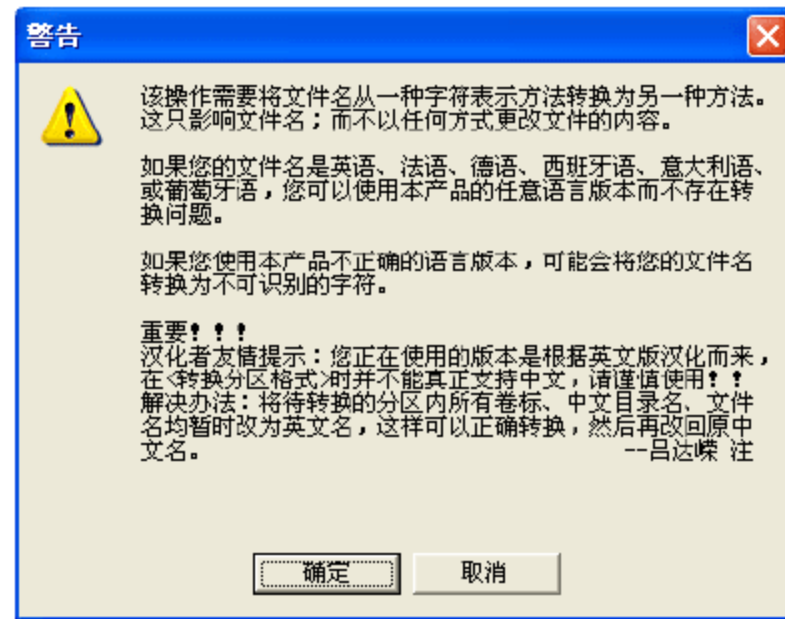 警告
该操作需要将文件名从一种字符表示方法转换为另一种方法。
这只影响文件名；而不以任何方式更改文件的内容。
如果您的文件名是英语、法语、德语、西班牙语、意大利语、
或葡萄牙语，您可以使用本产品的任意语言版本而不存在转
换问题。
如果您使用本产品不正确的语言版本，可能会将您的文件名
转换为不可识别的字符。
重要！！！
汉化者友情提示：您正在使用的版本是根据英文版汉化而来，
在<转换分区格式>时并不能真正支持中文，请谨慎使用！！
解决办法：将待转换的分区内所有卷标、中文目录名、文件
名均暂时改为英文名，这样可以正确转换，然后再改回原中
文名。 --吕达嵘 注
确定
取消